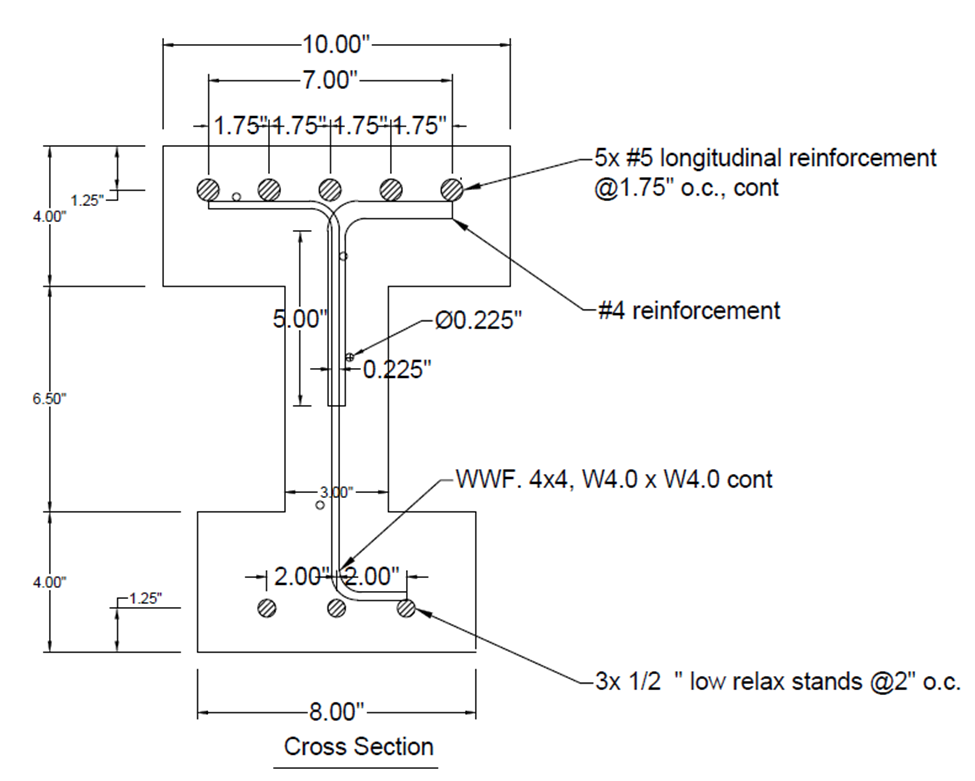 10.00"
7.00"
1.75" 1.75" 1.75" 1.75"
5x #5 longitudinal reinforcement
@1.75" o.c., cont
1.25"
4.00"
#4 reinforcement
5.00"
Ø0.225"
0.225"
6.50"
WWF. 4x4, W4.0 x W4.0 cont
3.00"
2.00" 2.00"
4.00"
1.25"
3x 1/2 " low relax stands @2" o.c.
8.00"
Cross Section